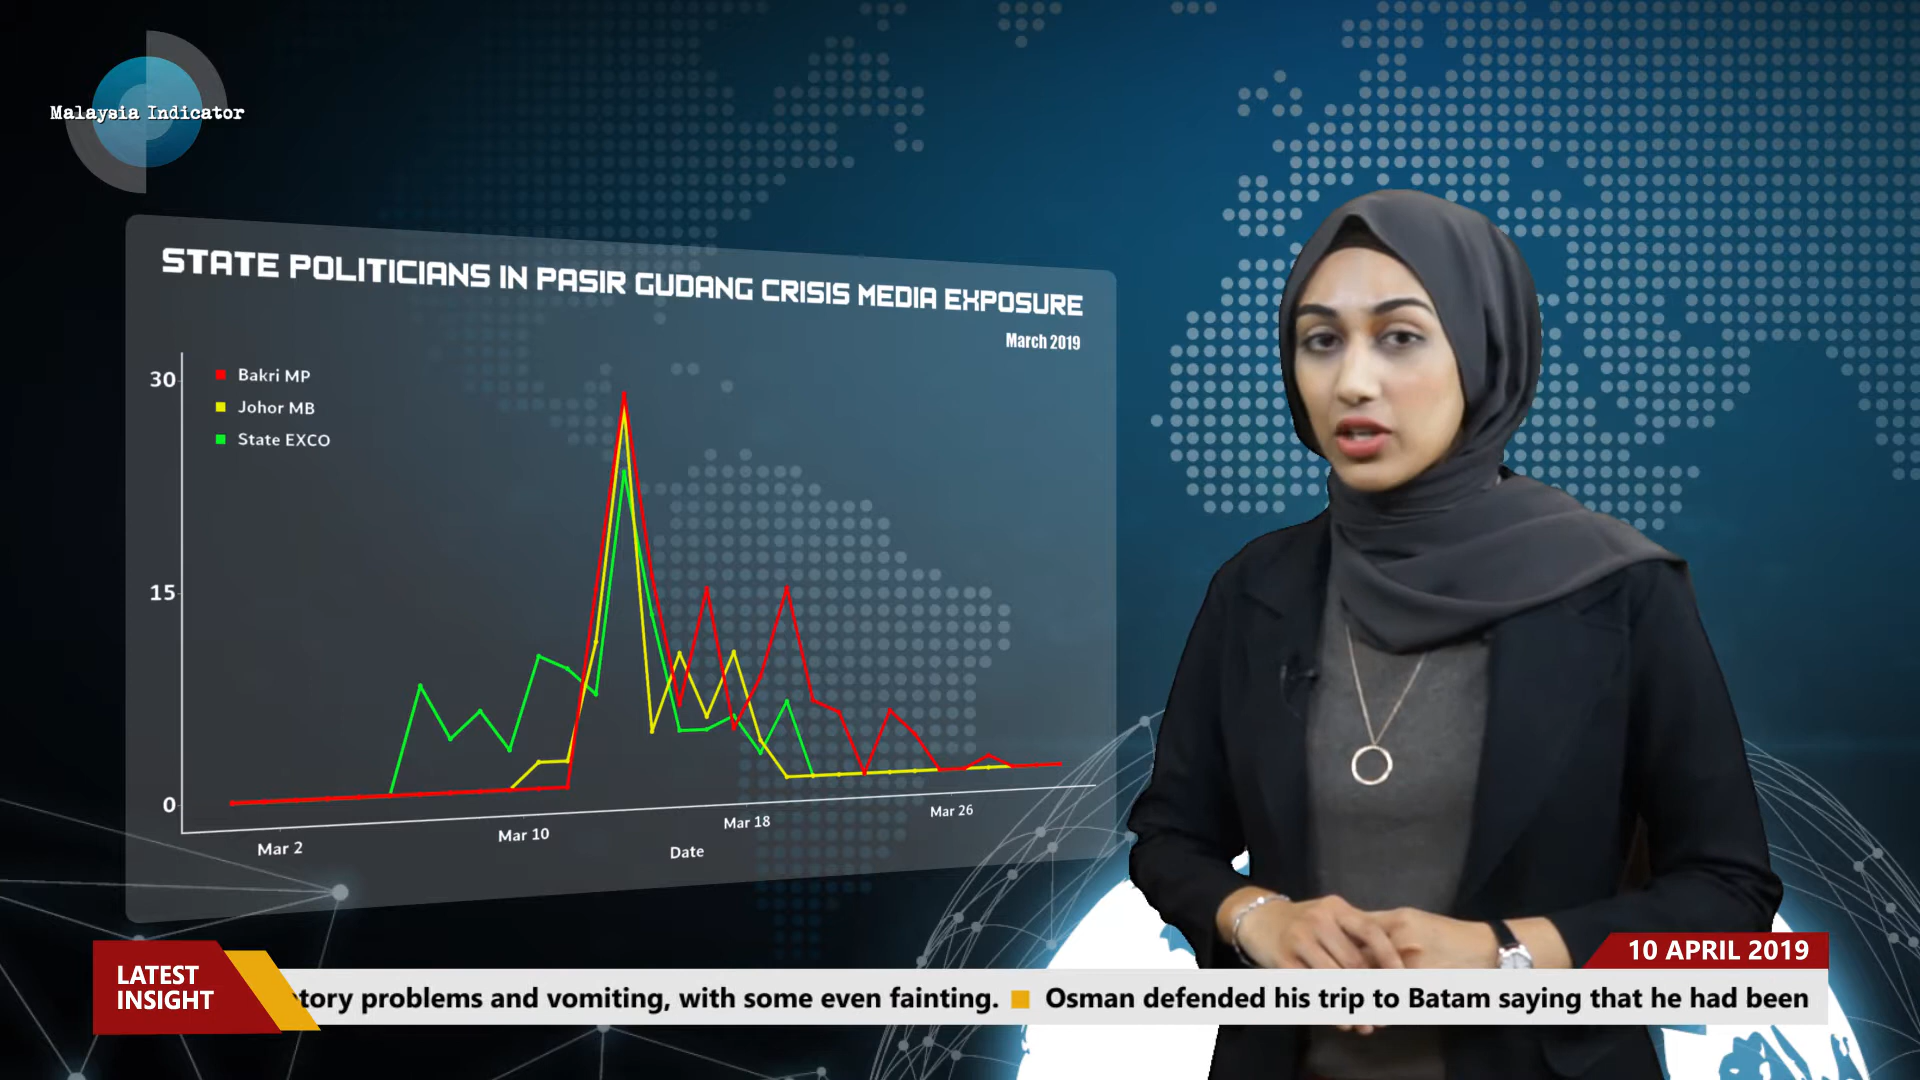 Malaysia Indicator
STATE POLITICIANS IN PASIR GUDANG CRISIS MEDIA EXPOSURE
March 2019
30
15
0
Bakri MP
Johor MB
State EXCO
Mar 2
Mar 10
Mar 18
Mar 26
Date
10 APRIL 2019
LATEST
INSIGHT
tory problems and vomiting, with some even fainting. Osman defended his trip to Batam saying that he had been